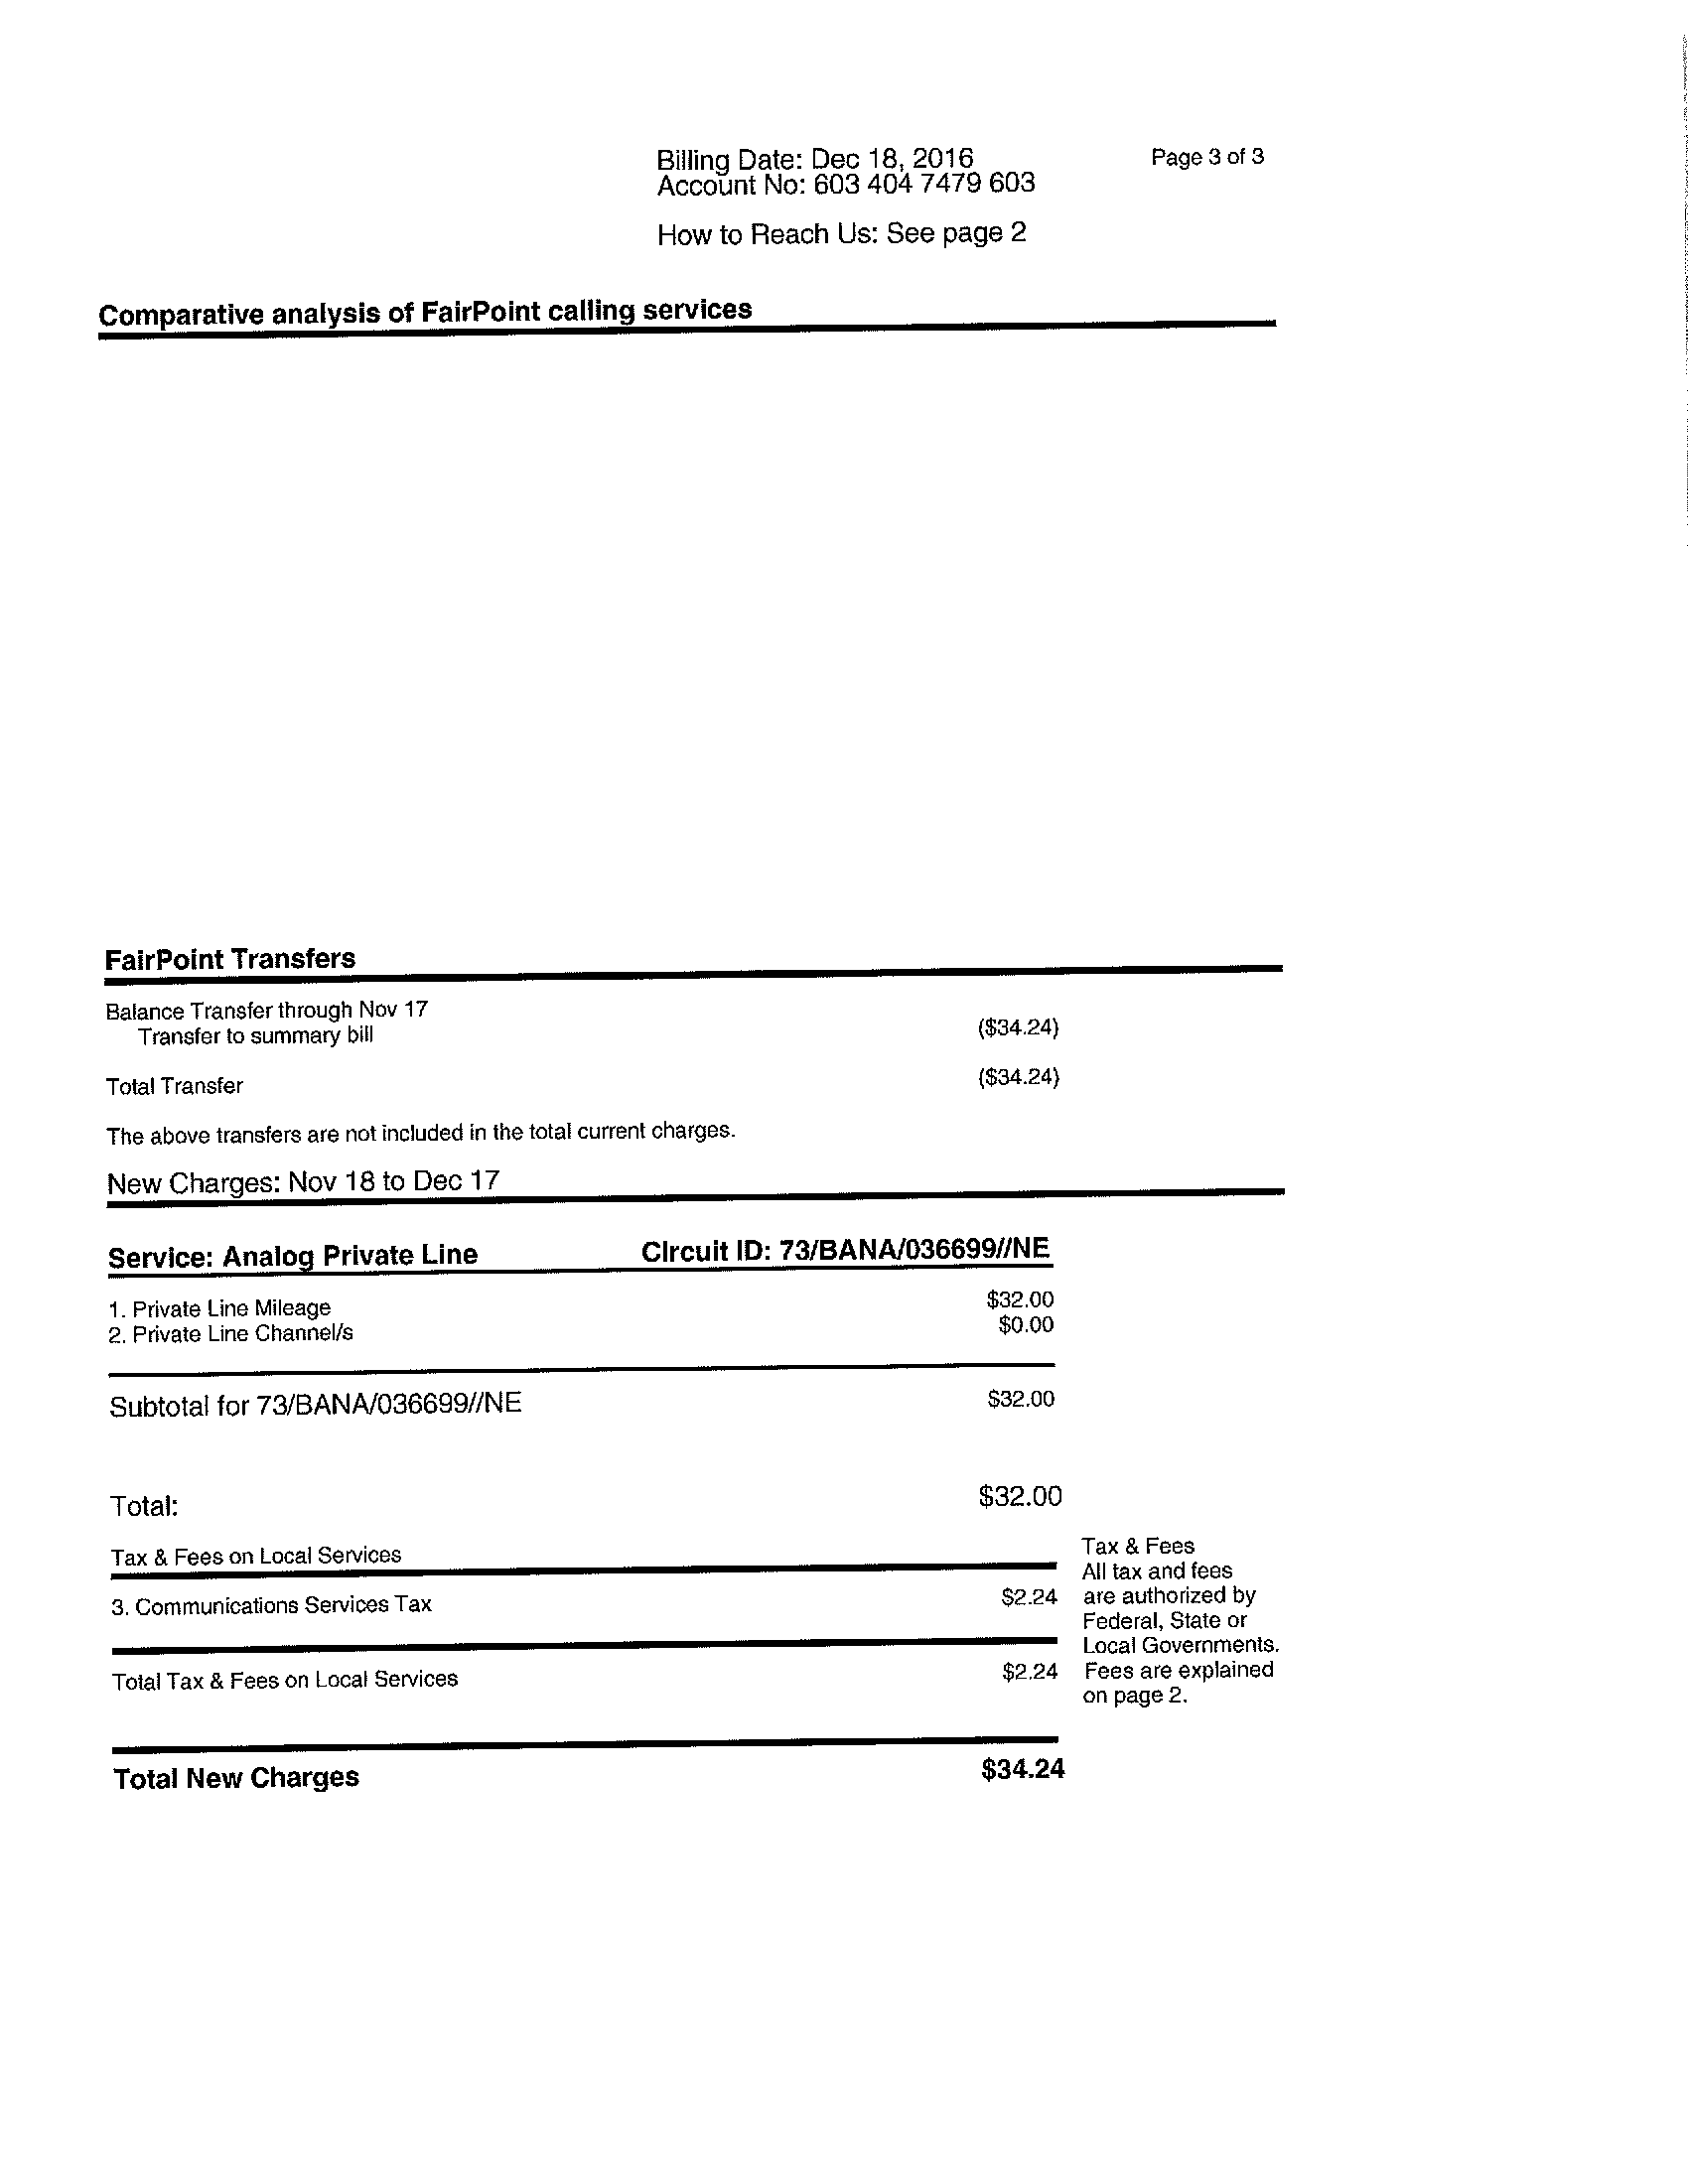 Billing Date: Dec 18, 2016
Page 3 of 3
Account No: 603 404 7479 603
How to Reach Us: See page 2
Comparative analysis of FairPoint calling services
FairPoint Transfers
Balance Transfer through Nov 17
Transfer to summary bill ($34.24)
Total Transfer ($34.24)
The above transfers are not included in the total current charges.
New Charges: Nov 18 to Dec 17
Service: Analog Private Line Circuit ID: 73/BANA/036699//NE
1. Private Line Mileage $32.00
2. Private Line Channel/s $0.00
Subtotal for 73/BANA/036699//NE $32.00
Total: $32.00
Tax & Fees on Local Services
3. Communications Services Tax $2.24
Total Tax & Fees on Local Services $2.24
Tax & Fees
All tax and fees
are authorized by
Federal, State or
Local Governments.
Fees are explained
on page 2.
Total New Charges $34.24